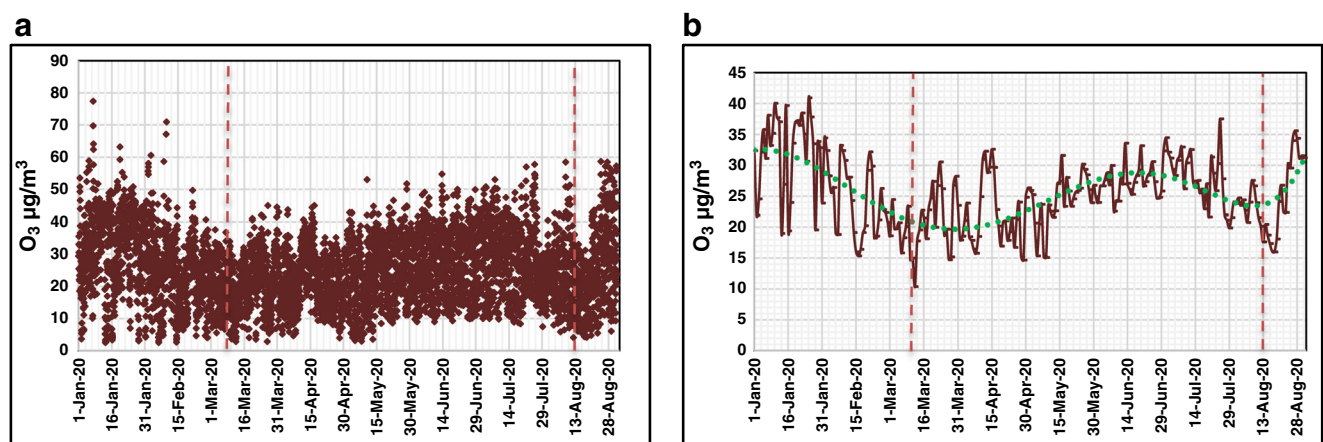 a
O3 µg/m3
90
80
70
60
50
40
30
20
10
0
1-Jan-20
16-Jan-20
31-Jan-20
15-Feb-20
1-Mar-20
16-Mar-20
31-Mar-20
15-Apr-20
30-Apr-20
15-May-20
30-May-20
14-Jun-20
29-Jun-20
14-Jul-20
29-Jul-20
13-Aug-20
28-Aug-20
b
O3 µg/m3
45
40
35
30
25
20
15
10
5
0
1-Jan-20
16-Jan-20
31-Jan-20
15-Feb-20
1-Mar-20
16-Mar-20
31-Mar-20
15-Apr-20
30-Apr-20
15-May-20
30-May-20
14-Jun-20
29-Jun-20
14-Jul-20
29-Jul-20
13-Aug-20
28-Aug-20